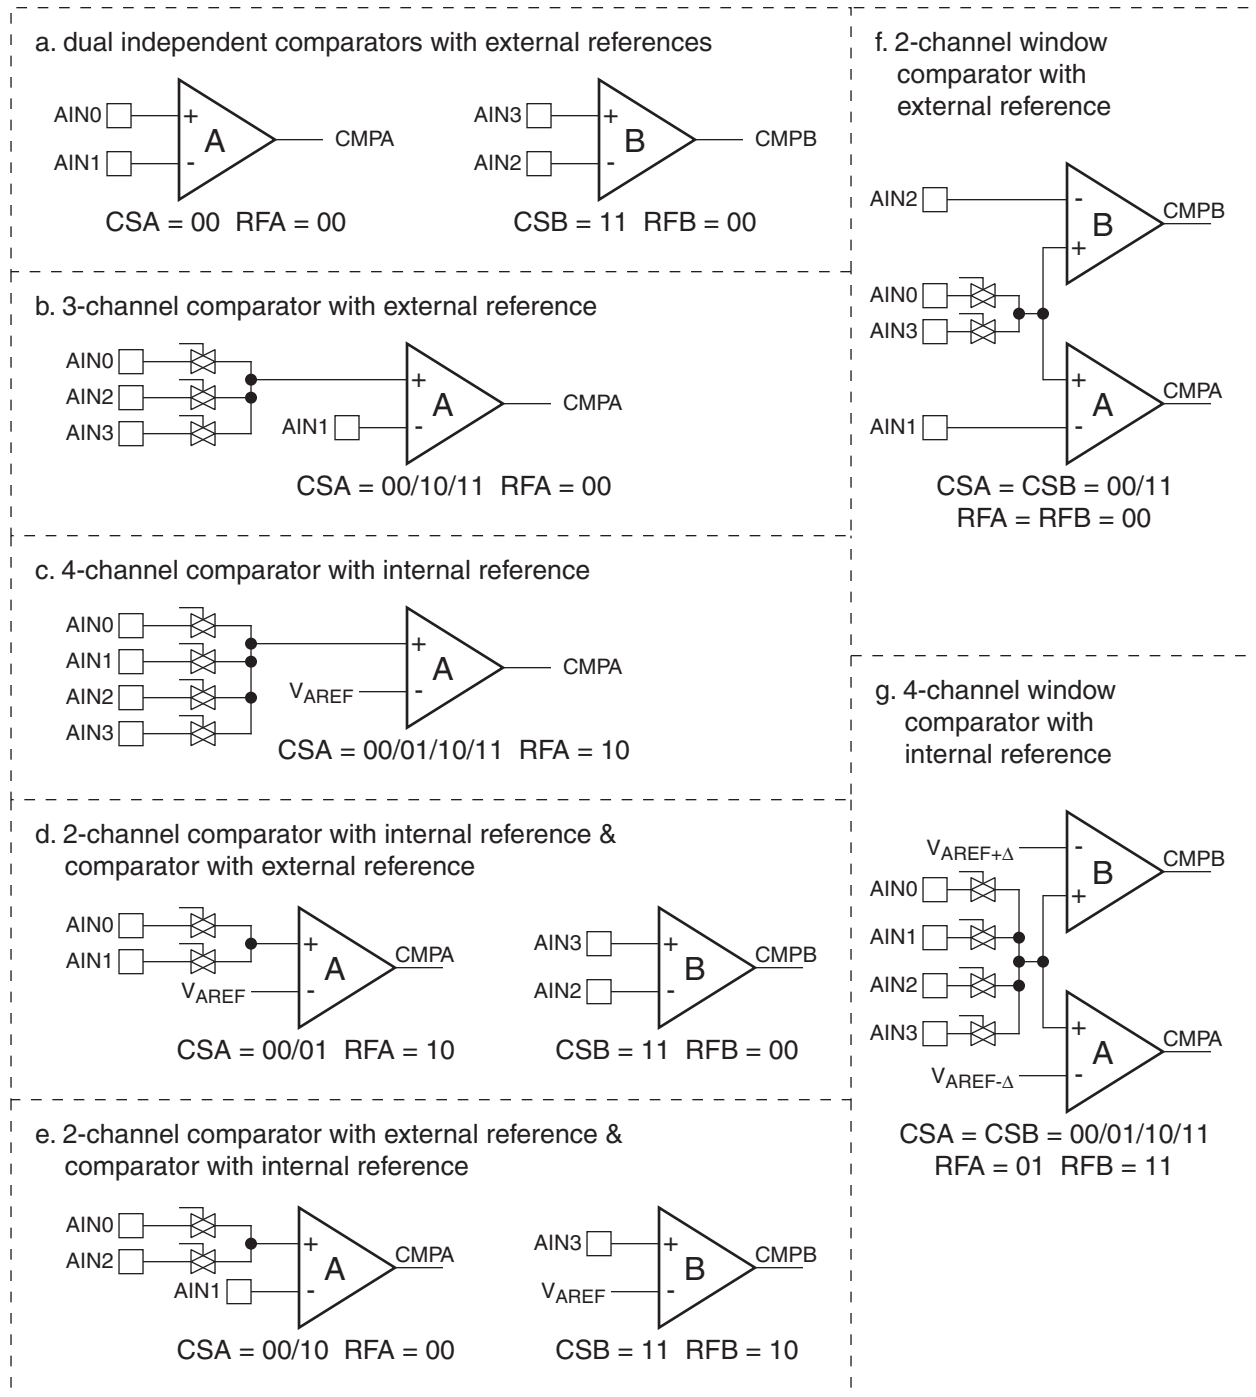 a. dual independent comparators with external references
AIN0
+
A
CMPA
AIN1
-
CSA = 00 RFA = 00
AIN3
+
B
CMPB
AIN2
-
CSB = 11 RFB = 00
b. 3-channel comparator with external reference
AIN0
AIN2
AIN3
+
A
CMPA
AIN1
-
CSA = 00/10/11 RFA = 00
c. 4-channel comparator with internal reference
AIN0
AIN1
AIN2
AIN3
+
A
CMPA
VAREF
-
CSA = 00/01/10/11 RFA = 10
d. 2-channel comparator with internal reference &
comparator with external reference
AIN0
AIN1
+
A
CMPA
VAREF
-
CSA = 00/01 RFA = 10
AIN3
+
B
CMPB
AIN2
-
CSB = 11 RFB = 00
e. 2-channel comparator with external reference &
comparator with internal reference
AIN0
AIN2
+
A
CMPA
AIN1
-
CSA = 00/10 RFA = 00
AIN3
+
B
CMPB
VAREF
-
CSB = 11 RFB = 10
f. 2-channel window
comparator with
external reference
AIN2
-
B
CMPB
+
AIN0
AIN3
+
A
CMPA
AIN1
-
CSA = CSB = 00/11
RFA = RFB = 00
g. 4-channel window
comparator with
internal reference
VAREF+Δ
-
B
CMPB
+
AIN0
AIN1
AIN2
AIN3
+
A
CMPA
VAREF-Δ
-
CSA = CSB = 00/01/10/11
RFA = 01 RFB = 11